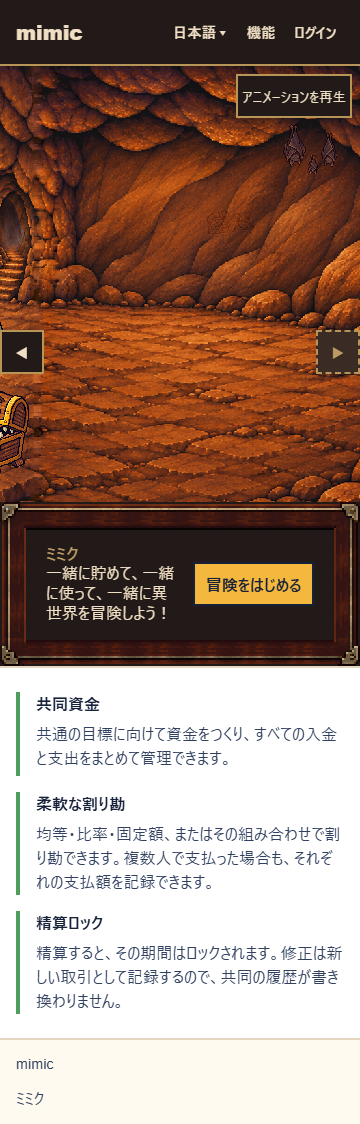 mimic
日本語 ▾ 機能 ログイン
アニメーションを再生
◀ ▶
ミミク
一緒に貯めて、一緒
に使って、一緒に異
世界を冒険しよう！
冒険をはじめる
共同資金
共通の目標に向けて資金をつくり、すべての入金
と支出をまとめて管理できます。
柔軟な割り勘
均等・比率・固定額、またはその組み合わせで割
り勘できます。複数人で支払った場合も、それぞ
れの支払額を記録できます。
精算ロック
精算すると、その期間はロックされます。修正は新
しい取引として記録するので、共同の履歴が書き
換わりません。
mimic
ミミク